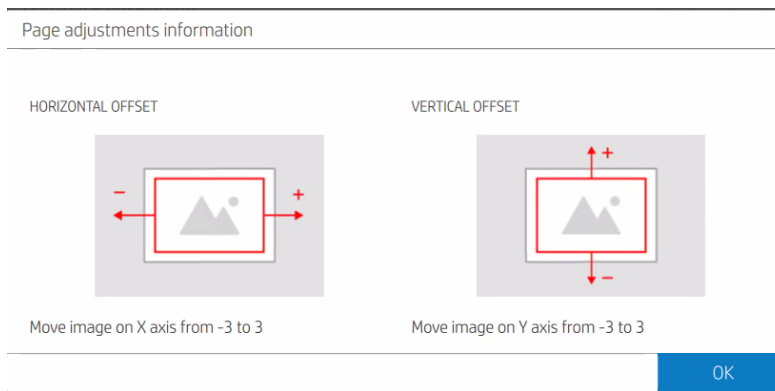 Page adjustments information
HORIZONTAL OFFSET
VERTICAL OFFSET
–
+
+
–
Move image on X axis from -3 to 3
Move image on Y axis from -3 to 3
OK